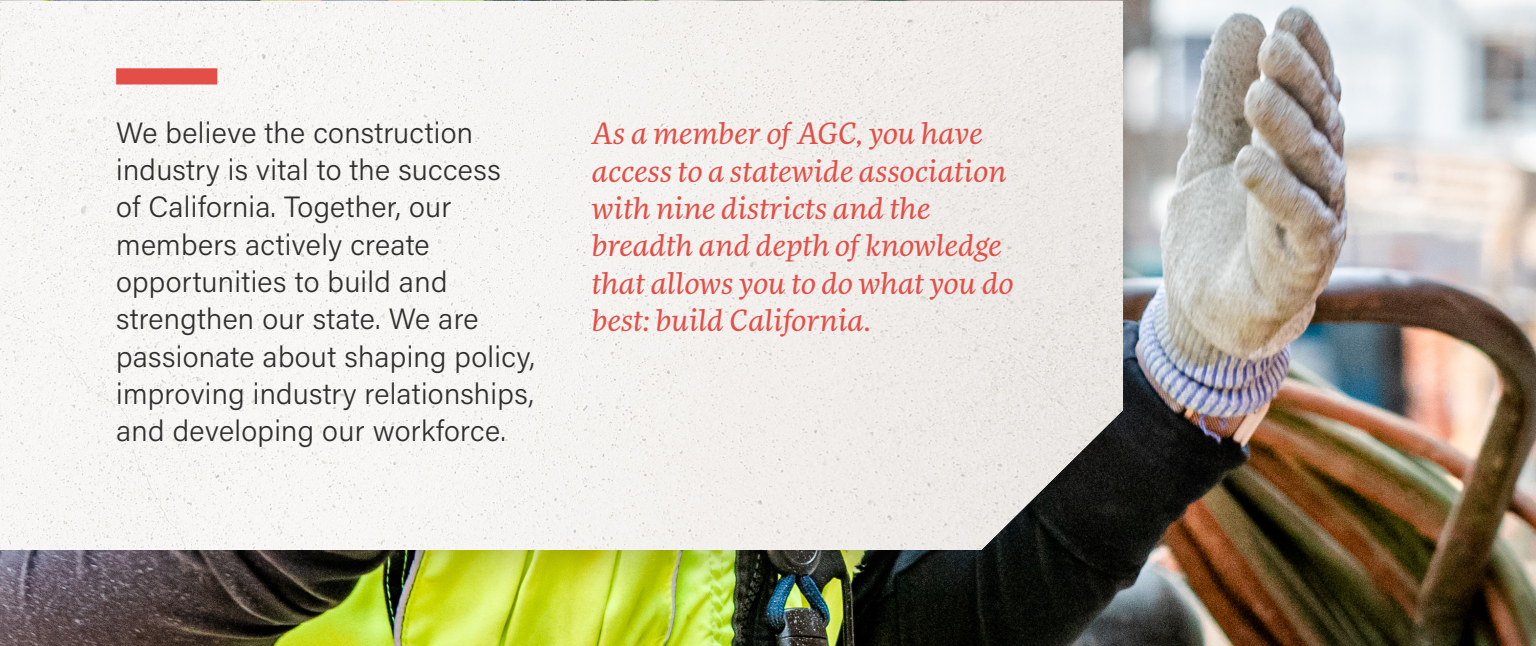 We believe the construction
industry is vital to the success
of California. Together, our
members actively create
opportunities to build and
strengthen our state. We are
passionate about shaping policy,
improving industry relationships,
and developing our workforce.
As a member of AGC, you have
access to a statewide association
with nine districts and the
breadth and depth of knowledge
that allows you to do what you do
best: build California.